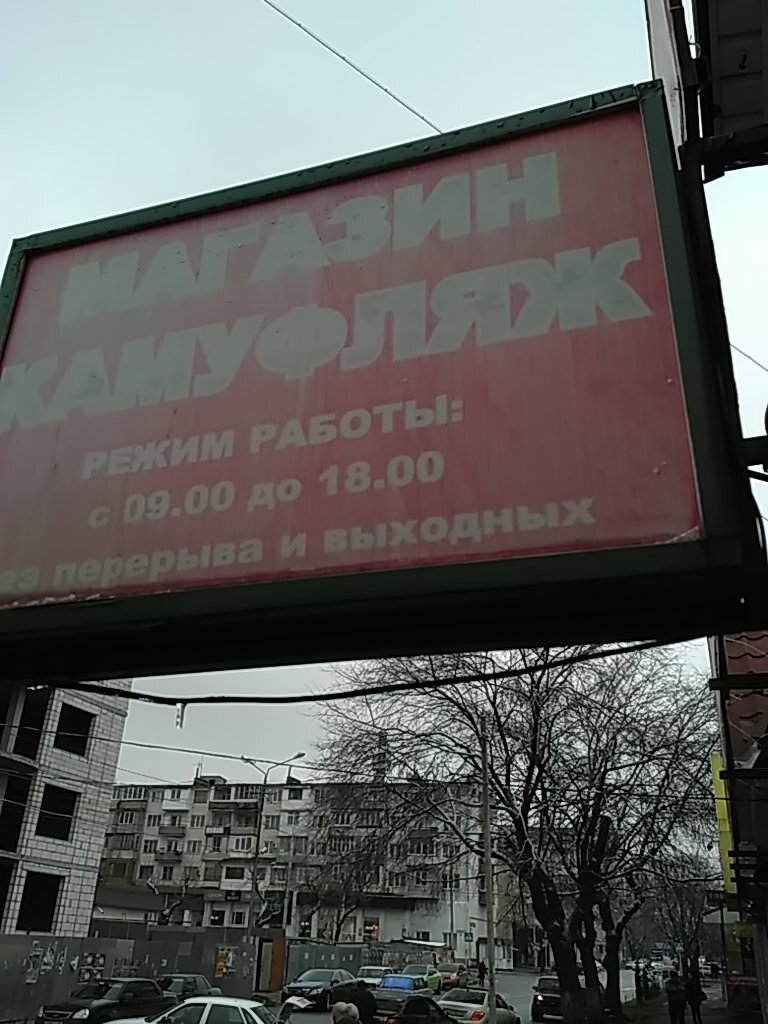 МАГАЗИН
КАМУФЛЯЖ
РЕЖИМ РАБОТЫ:
с 09.00 до 18.00
ез перерыва и выходных